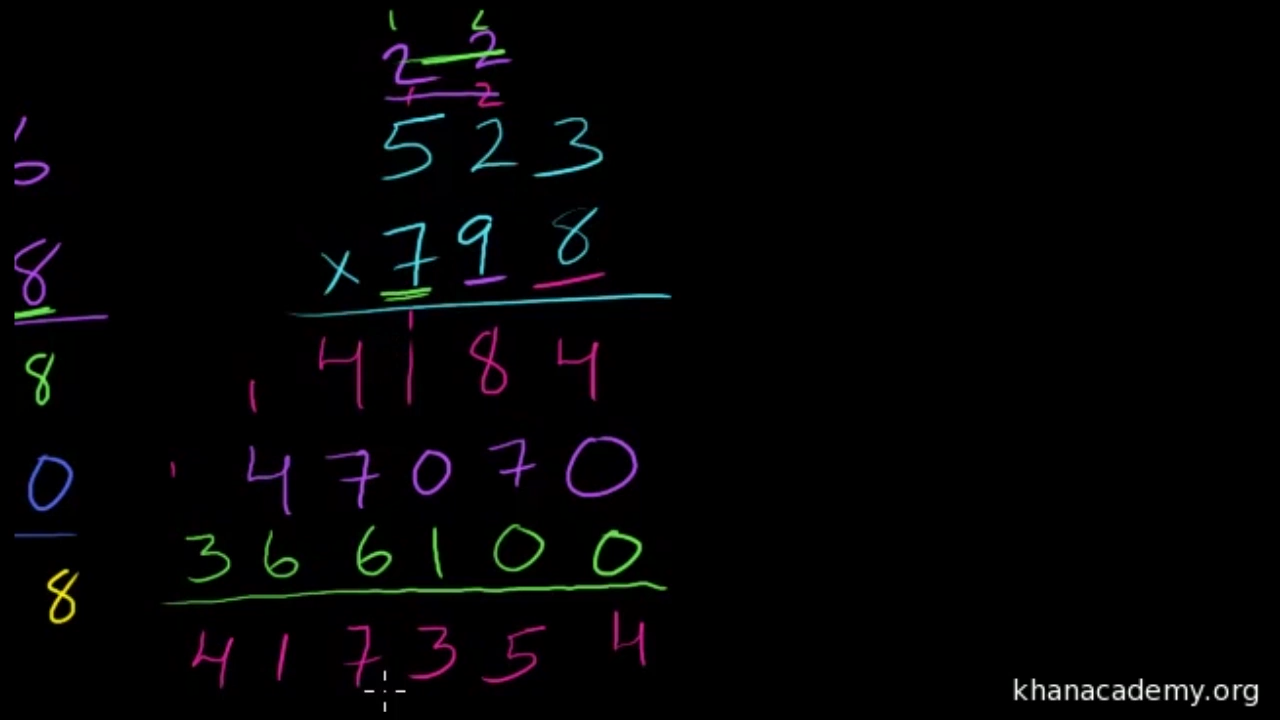 1 2
2 2
1 2
5 2 3
8
x 7 9 8
8
4 1 8 4
1
0
4 7 0 7 0
1
3 6 6 1 0 0
8
4 1 7 3 5 4
khanacademy.org